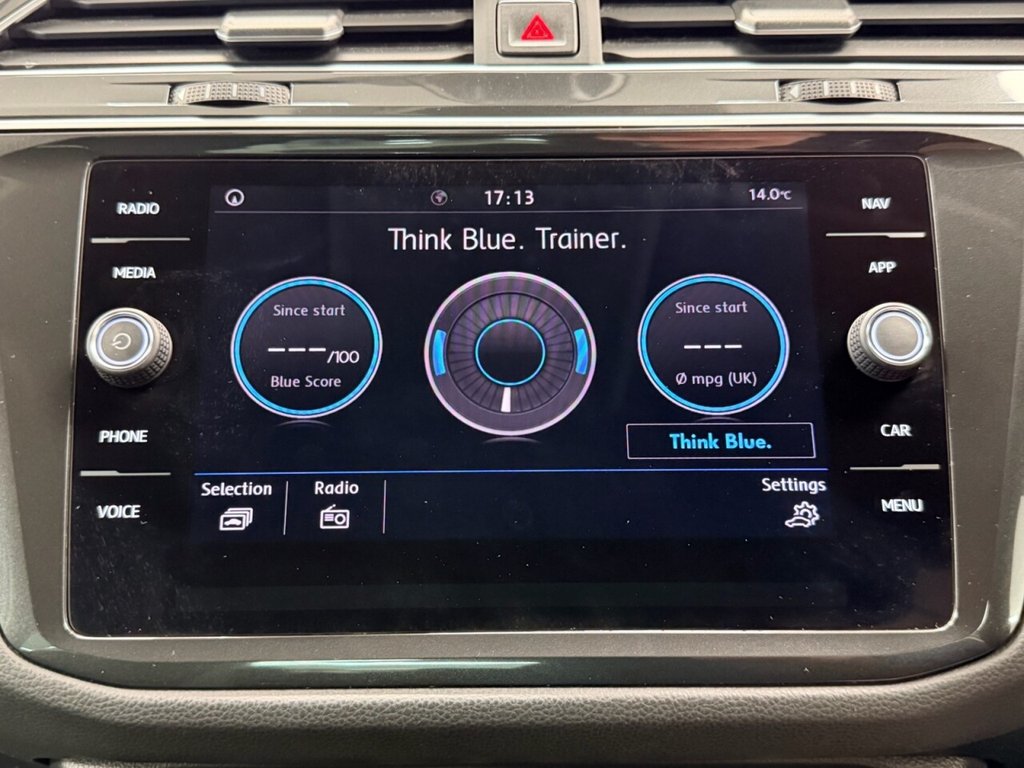 RADIO
MEDIA
PHONE
VOICE
17:13
14.0°C
Think Blue. Trainer.
Since start
---/100
Blue Score
Since start
---
Ø mpg (UK)
Think Blue.
Selection
Radio
Settings
NAV
APP
CAR
MENU